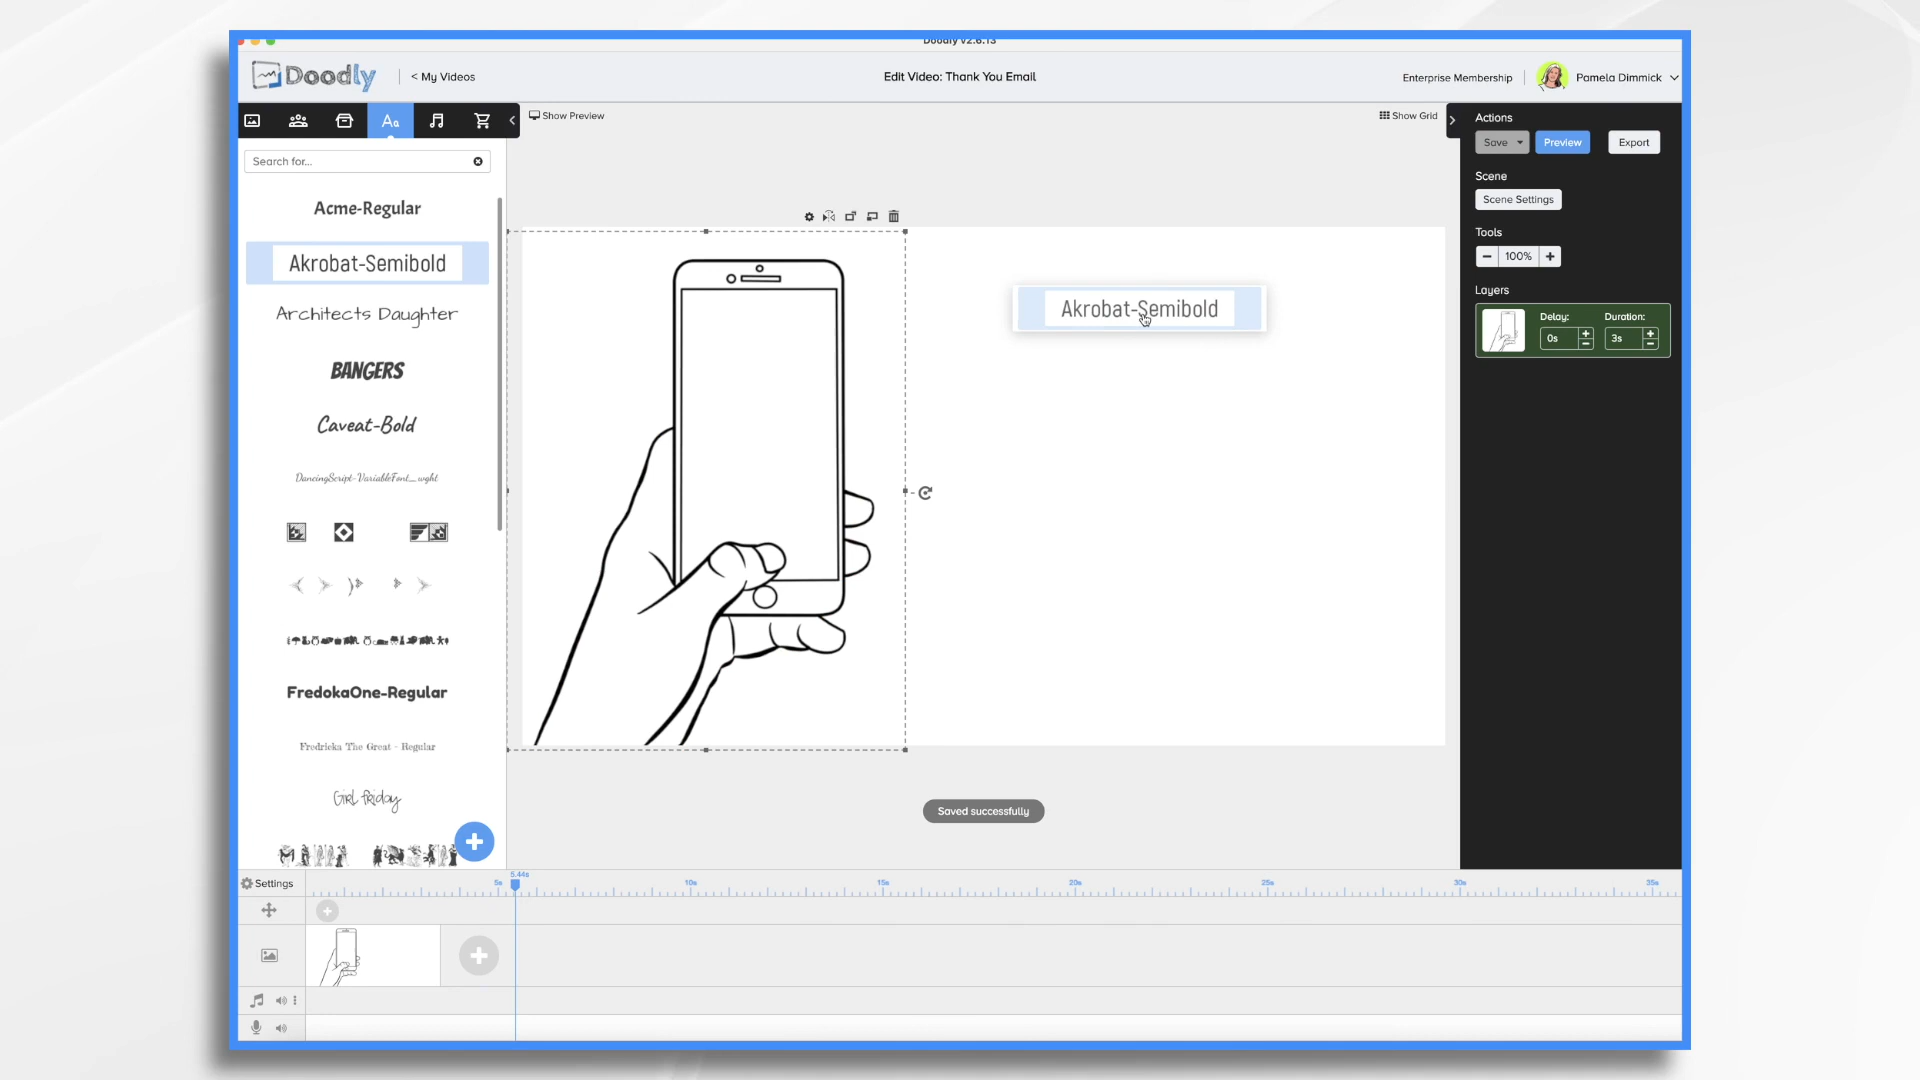 Doodly v2.6.13
Doodly
< My Videos
Edit Video: Thank You Email
Enterprise Membership
Pamela Dimmick
Aa
Show Preview
Show Grid
Search for...
Acme-Regular
Akrobat-Semibold
Architects Daughter
BANGERS
Caveat-Bold
DancingScript-VariableFont_wght
FredokaOne-Regular
Fredricka The Great - Regular
Girl Friday
Akrobat-Semibold
Saved successfully
Actions
Save
Preview
Export
Scene
Scene Settings
Tools
100%
Layers
Delay:
Duration:
0s
3s
Settings
5s
5.44s
10s
15s
20s
25s
30s
35s